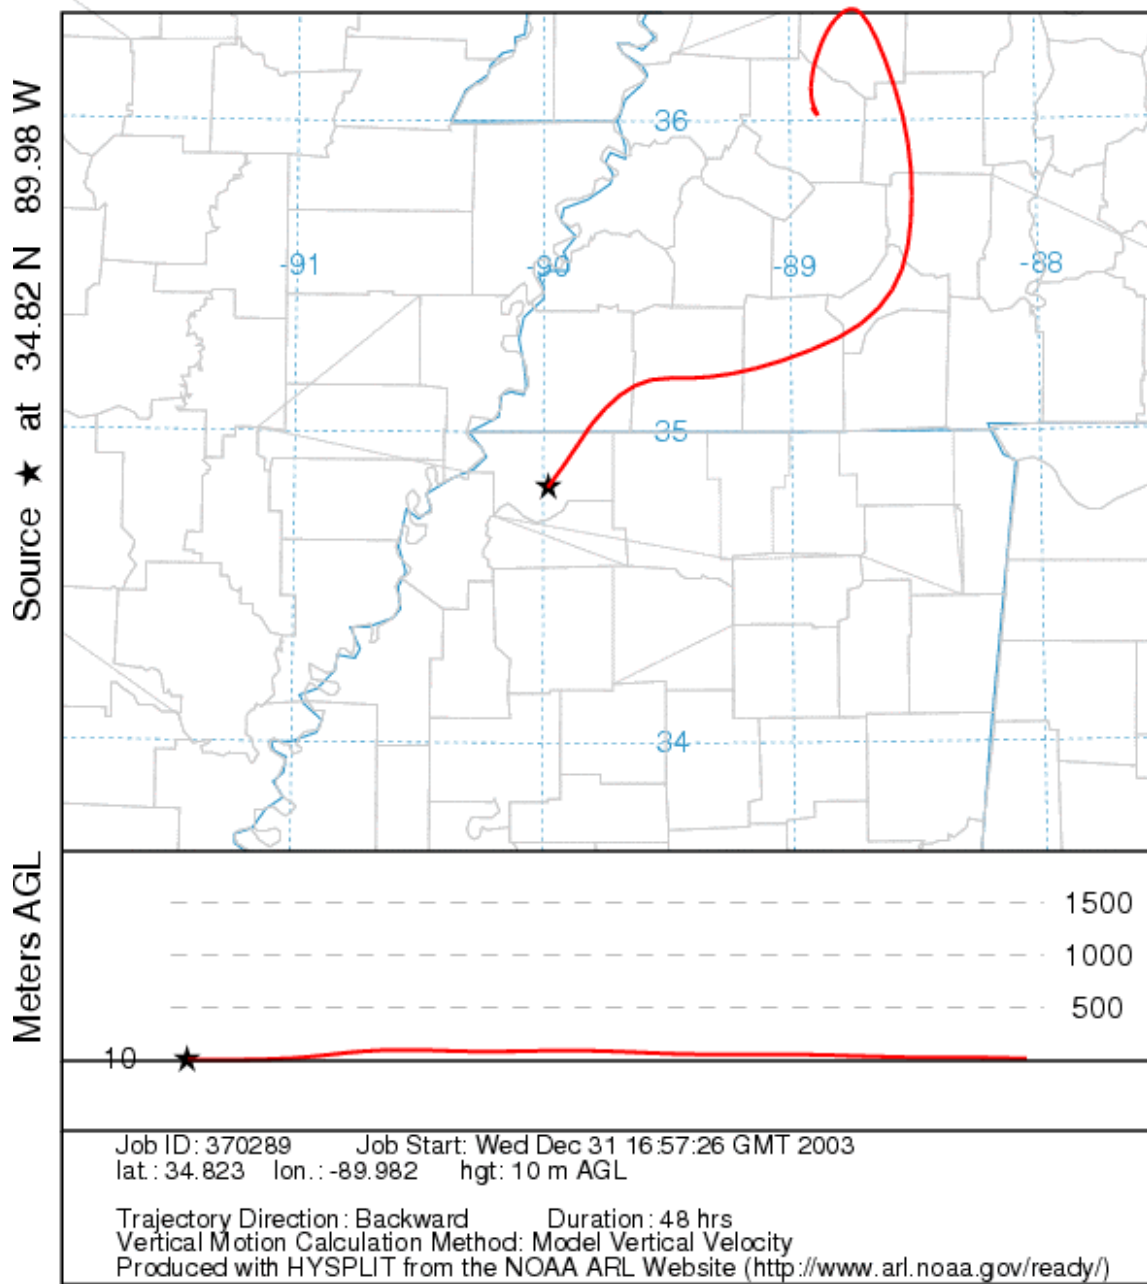 Source ★ at 34.82 N 89.98 W
36
-91
-90
-89
-88
35
34
Meters AGL
1500
1000
500
10
Job ID: 370289 Job Start: Wed Dec 31 16:57:26 GMT 2003
lat.: 34.823 lon.: -89.982 hgt: 10 m AGL
Trajectory Direction: Backward Duration: 48 hrs
Vertical Motion Calculation Method: Model Vertical Velocity
Produced with HYSPLIT from the NOAA ARL Website (http://www.arl.noaa.gov/ready/)